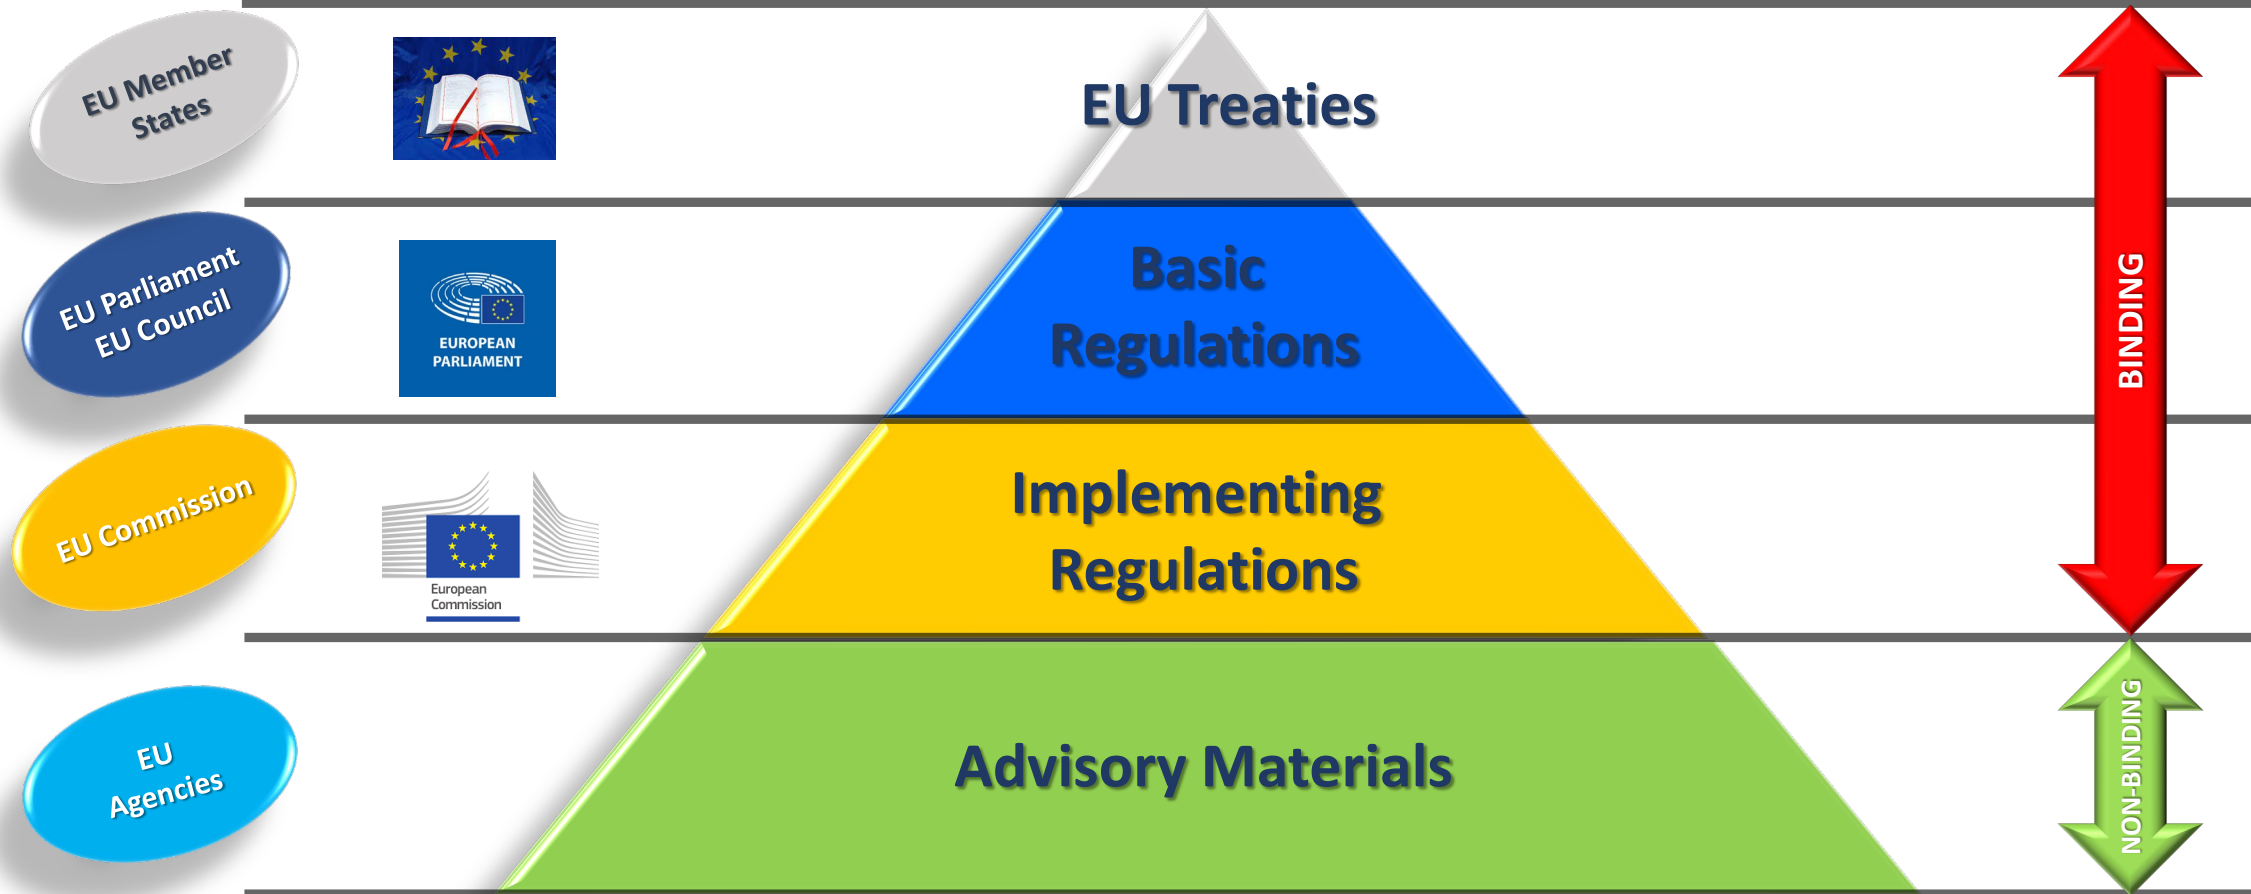 EU Member
States
EU Treaties
EU Parliament
EU Council
EUROPEAN
PARLIAMENT
Basic
Regulations
BINDING
EU Commission
European
Commission
Implementing
Regulations
EU
Agencies
Advisory Materials
NON-BINDING